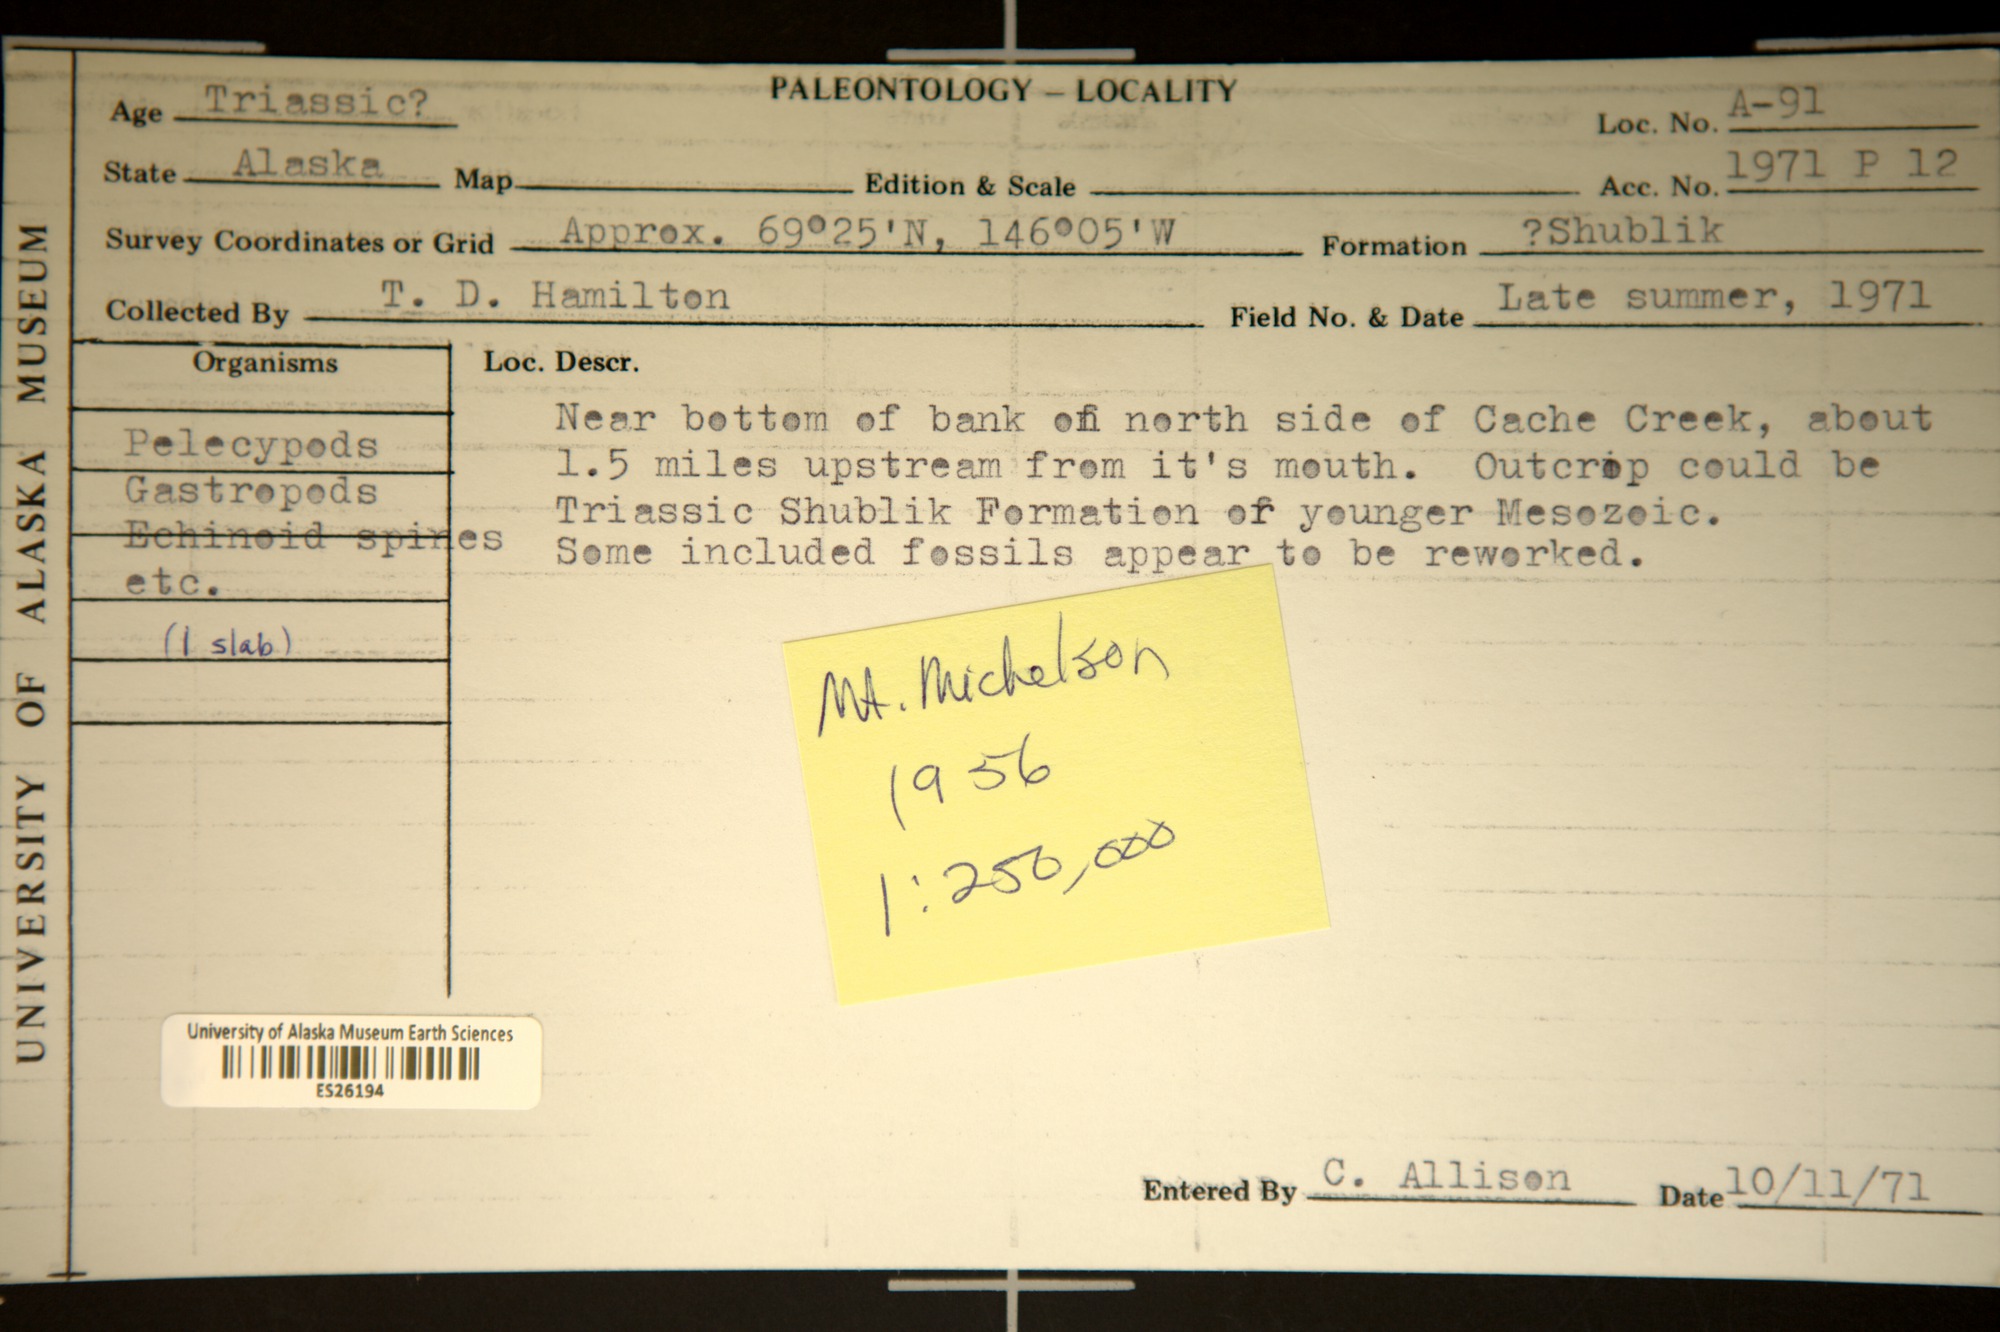 PALEONTOLOGY – LOCALITY
Age Triassic?
Loc. No. A-91
State Alaska Map Edition & Scale Acc. No. 1971 P 12
Survey Coordinates or Grid Approx. 69°25'N, 146°05'W Formation ?Shublik
Collected By T. D. Hamilton Field No. & Date Late summer, 1971
Organisms
Pelecypods
Gastropods
Echinoid spines
etc.
(1 slab)
Loc. Descr.
Near bottom of bank on north side of Cache Creek, about
1.5 miles upstream from it's mouth. Outcrop could be
Triassic Shublik Formation or younger Mesozoic.
Some included fossils appear to be reworked.
Mt. Michelson
1956
1:250,000
University of Alaska Museum Earth Sciences
ES26194
Entered By C. Allison Date 10/11/71
UNIVERSITY OF ALASKA MUSEUM